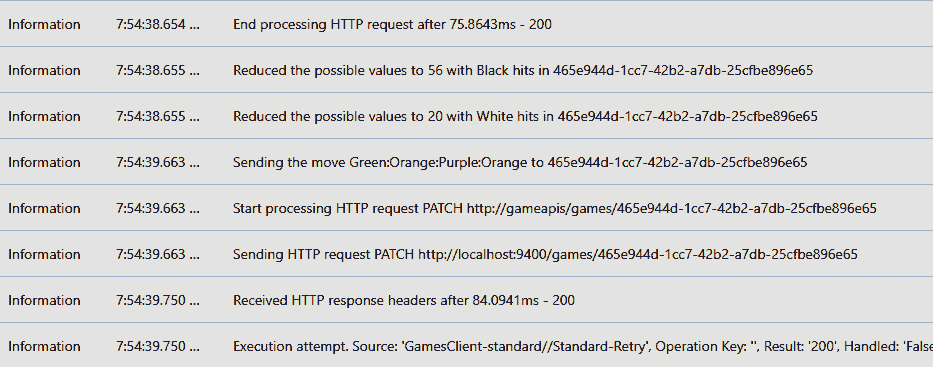 Information 7:54:38.654 ... End processing HTTP request after 75.8643ms - 200
Information 7:54:38.655 ... Reduced the possible values to 56 with Black hits in 465e944d-1cc7-42b2-a7db-25cfbe896e65
Information 7:54:38.655 ... Reduced the possible values to 20 with White hits in 465e944d-1cc7-42b2-a7db-25cfbe896e65
Information 7:54:39.663 ... Sending the move Green:Orange:Purple:Orange to 465e944d-1cc7-42b2-a7db-25cfbe896e65
Information 7:54:39.663 ... Start processing HTTP request PATCH http://gameapis/games/465e944d-1cc7-42b2-a7db-25cfbe896e65
Information 7:54:39.663 ... Sending HTTP request PATCH http://localhost:9400/games/465e944d-1cc7-42b2-a7db-25cfbe896e65
Information 7:54:39.750 ... Received HTTP response headers after 84.0941ms - 200
Information 7:54:39.750 ... Execution attempt. Source: 'GamesClient-standard//Standard-Retry', Operation Key: '', Result: '200', Handled: 'False